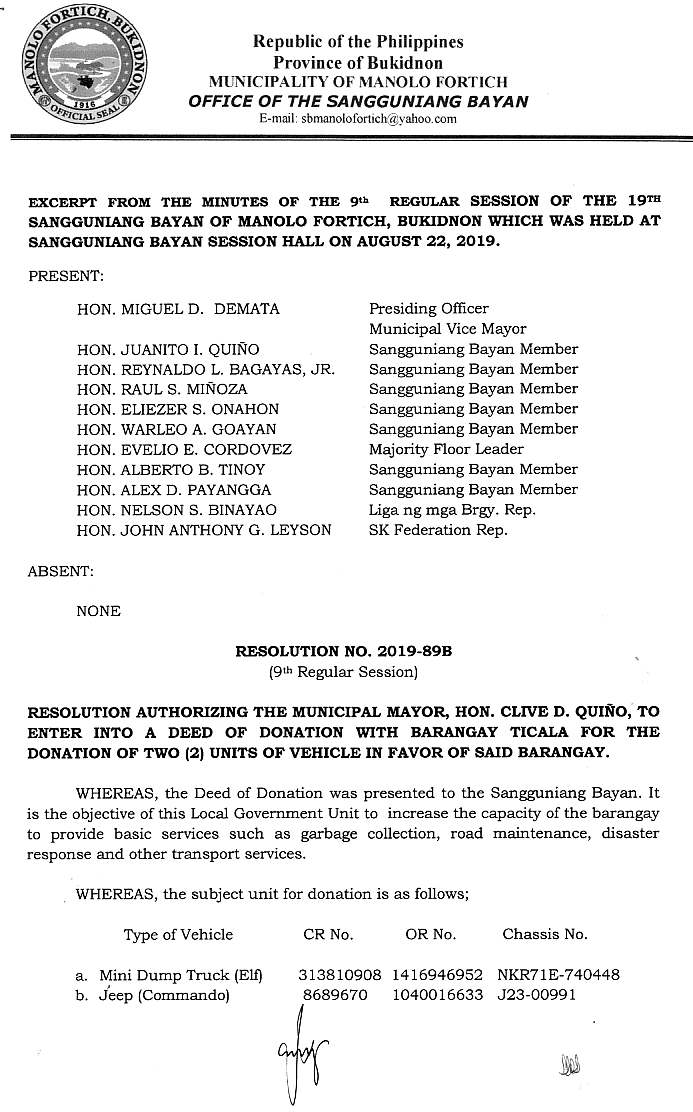 MANOLO FORTICH, BUKIDNON
1916
OFFICIAL SEAL
Republic of the Philippines
Province of Bukidnon
MUNICIPALITY OF MANOLO FORTICH
OFFICE OF THE SANGGUNIANG BAYAN
E-mail: sbmanolofortich@yahoo.com
EXCERPT FROM THE MINUTES OF THE 9th REGULAR SESSION OF THE 19TH
SANGGUNIANG BAYAN OF MANOLO FORTICH, BUKIDNON WHICH WAS HELD AT
SANGGUNIANG BAYAN SESSION HALL ON AUGUST 22, 2019.
PRESENT:
HON. MIGUEL D. DEMATA Presiding Officer
Municipal Vice Mayor
HON. JUANITO I. QUIÑO Sangguniang Bayan Member
HON. REYNALDO L. BAGAYAS, JR. Sangguniang Bayan Member
HON. RAUL S. MIÑOZA Sangguniang Bayan Member
HON. ELIEZER S. ONAHON Sangguniang Bayan Member
HON. WARLEO A. GOAYAN Sangguniang Bayan Member
HON. EVELIO E. CORDOVEZ Majority Floor Leader
HON. ALBERTO B. TINOY Sangguniang Bayan Member
HON. ALEX D. PAYANGGA Sangguniang Bayan Member
HON. NELSON S. BINAYAO Liga ng mga Brgy. Rep.
HON. JOHN ANTHONY G. LEYSON SK Federation Rep.
ABSENT:
NONE
RESOLUTION NO. 2019-89B
(9th Regular Session)
RESOLUTION AUTHORIZING THE MUNICIPAL MAYOR, HON. CLIVE D. QUIÑO, TO
ENTER INTO A DEED OF DONATION WITH BARANGAY TICALA FOR THE
DONATION OF TWO (2) UNITS OF VEHICLE IN FAVOR OF SAID BARANGAY.
WHEREAS, the Deed of Donation was presented to the Sangguniang Bayan. It
is the objective of this Local Government Unit to increase the capacity of the barangay
to provide basic services such as garbage collection, road maintenance, disaster
response and other transport services.
WHEREAS, the subject unit for donation is as follows;
Type of Vehicle CR No. OR No. Chassis No.
a. Mini Dump Truck (Elf) 313810908 1416946952 NKR71E-740448
b. Jeep (Commando) 8689670 1040016633 J23-00991